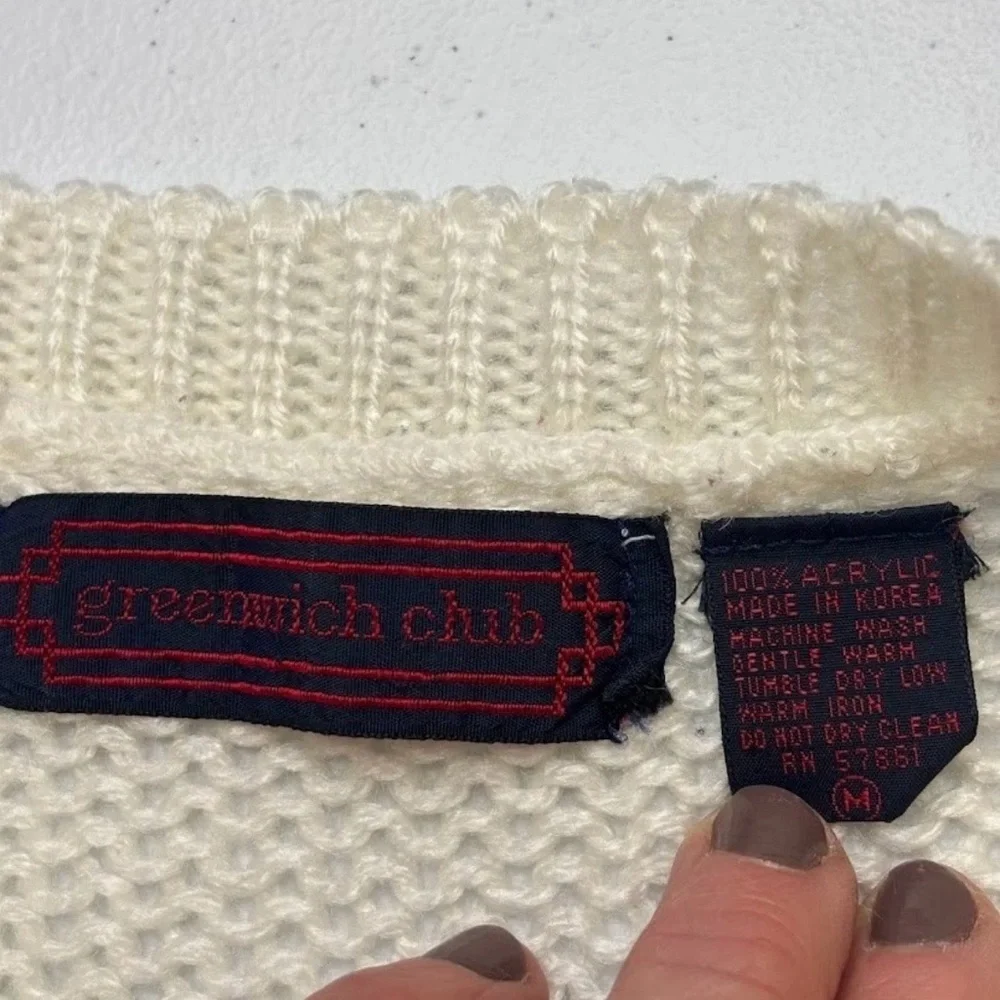 greenwich club
100% ACRYLIC
MADE IN KOREA
MACHINE WASH
GENTLE WARM
TUMBLE DRY LOW
WARM IRON
DO NOT DRY CLEAN
RN 57861
M